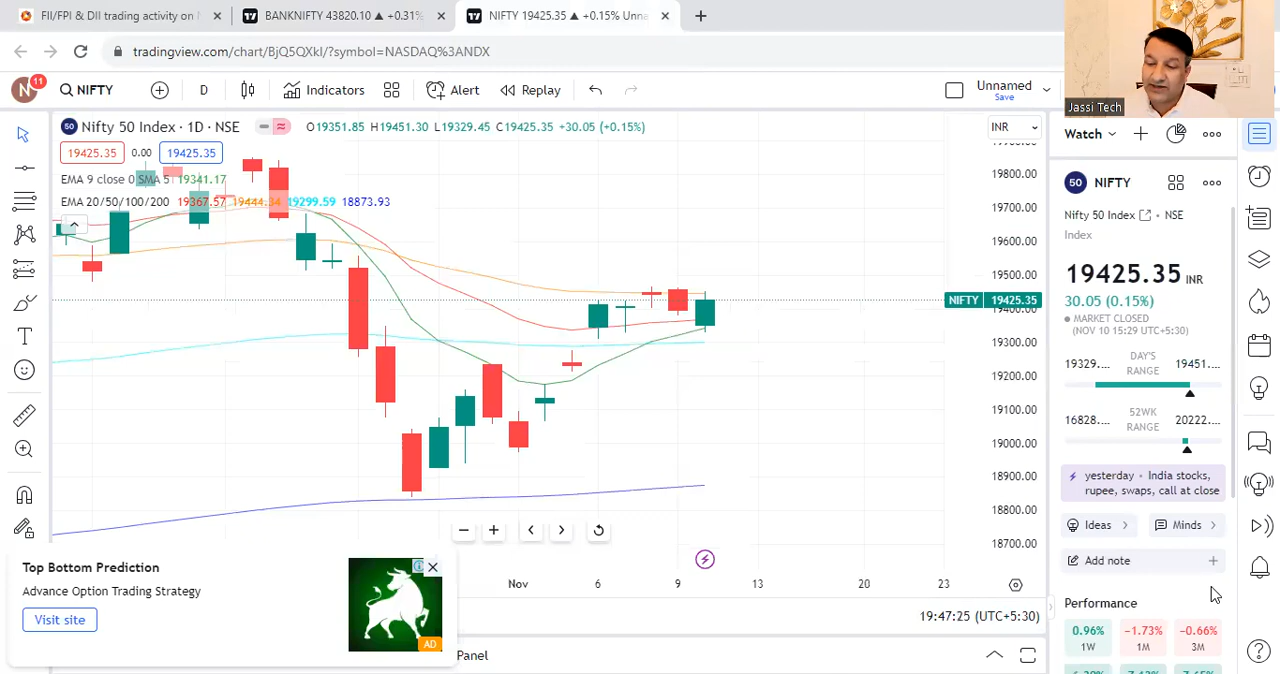 FII/FPI & DII trading activity on
BANKNIFTY 43820.10 ▲ +0.31%
NIFTY 19425.35 ▲ +0.15% Unna
tradingview.com/chart/BjQ5QXkI/?symbol=NASDAQ%3ANDX
N
11
NIFTY
D
Indicators
Alert
Replay
Unnamed
Save
Jassi Tech
50 Nifty 50 Index · 1D · NSE
O19351.85 H19451.30 L19329.45 C19425.35 +30.05 (+0.15%)
INR
19425.35 0.00 19425.35
EMA 9 close 0 SMA 5 19341.17
EMA 20/50/100/200 19367.57 19444.34 19299.59 18873.93
19800.00
19700.00
19600.00
19500.00
NIFTY 19425.35
19400.00
19300.00
19200.00
19100.00
19000.00
18900.00
18800.00
18700.00
Nov 6 9 13 20 23
19:47:25 (UTC+5:30)
Panel
Top Bottom Prediction
Advance Option Trading Strategy
Visit site
AD
Watch
50 NIFTY
Nifty 50 Index · NSE
Index
19425.35 INR
30.05 (0.15%)
MARKET CLOSED
(NOV 10 15:29 UTC+5:30)
19329.... DAY'S RANGE 19451....
16828.... 52WK RANGE 20222....
yesterday · India stocks,
rupee, swaps, call at close
Ideas
Minds
Add note
Performance
0.96% −1.73% −0.66%
1W 1M 3M